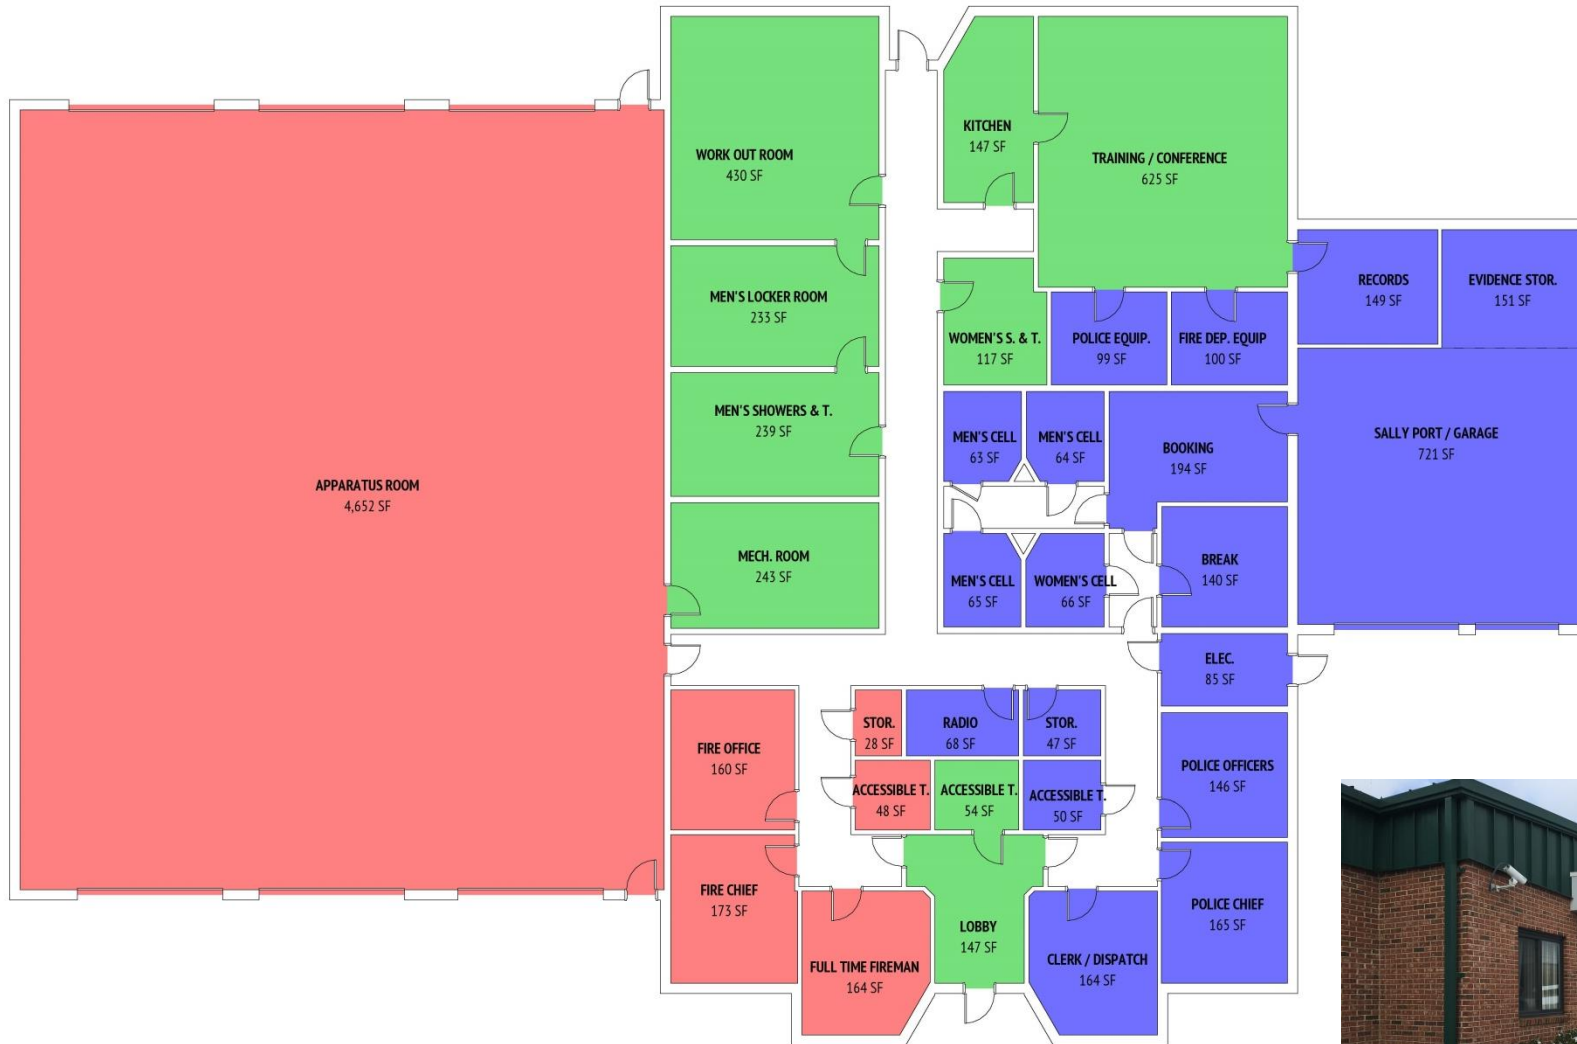 WORK OUT ROOM
430 SF
KITCHEN
147 SF
TRAINING / CONFERENCE
625 SF
MEN'S LOCKER ROOM
233 SF
RECORDS
149 SF
EVIDENCE STOR.
151 SF
WOMEN'S S. & T.
117 SF
POLICE EQUIP.
99 SF
FIRE DEP. EQUIP
100 SF
MEN'S SHOWERS & T.
239 SF
MEN'S CELL
63 SF
MEN'S CELL
64 SF
BOOKING
194 SF
SALLY PORT / GARAGE
721 SF
APPARATUS ROOM
4,652 SF
MECH. ROOM
243 SF
MEN'S CELL
65 SF
WOMEN'S CELL
66 SF
BREAK
140 SF
ELEC.
85 SF
FIRE OFFICE
160 SF
STOR.
28 SF
RADIO
68 SF
STOR.
47 SF
POLICE OFFICERS
146 SF
ACCESSIBLE T.
48 SF
ACCESSIBLE T.
54 SF
ACCESSIBLE T.
50 SF
FIRE CHIEF
173 SF
LOBBY
147 SF
POLICE CHIEF
165 SF
FULL TIME FIREMAN
164 SF
CLERK / DISPATCH
164 SF